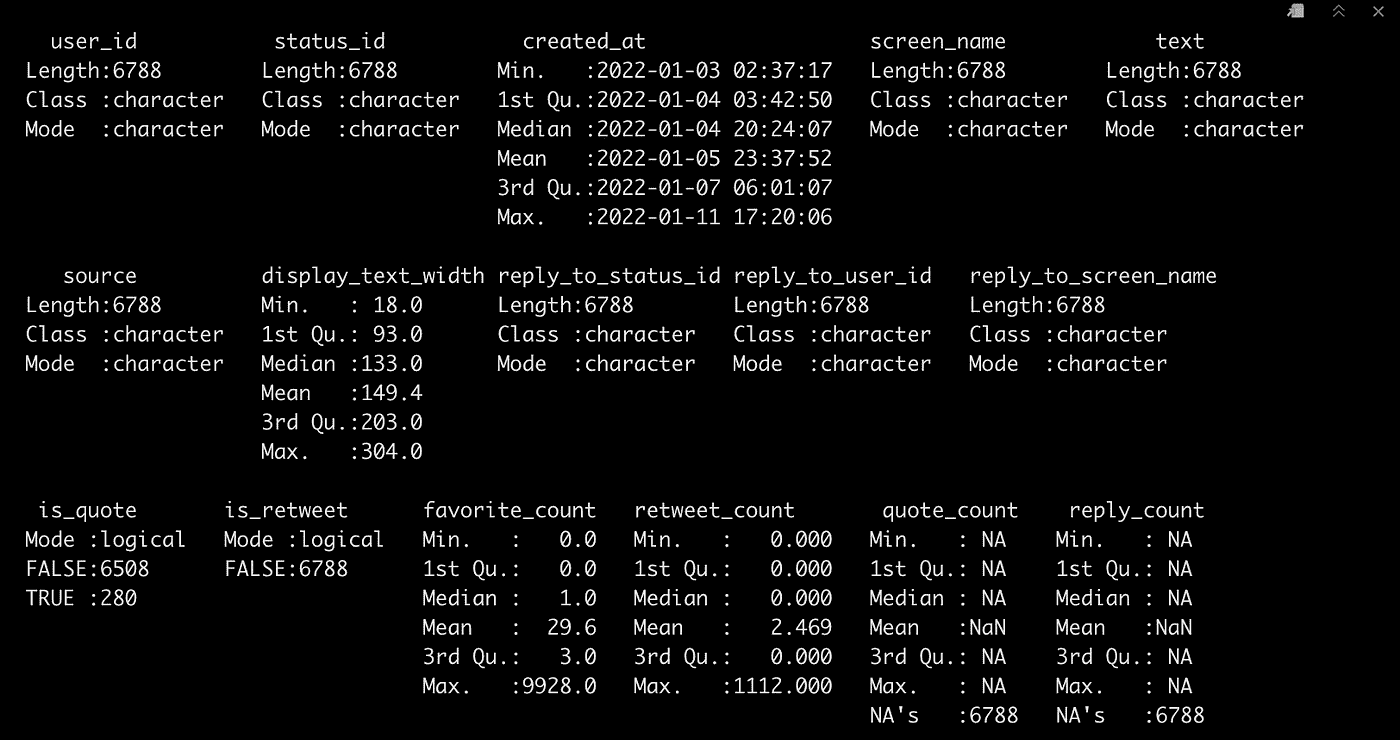 user_id           status_id           created_at                  screen_name            text
Length:6788        Length:6788        Min.   :2022-01-03 02:37:17   Length:6788        Length:6788
Class :character   Class :character   1st Qu.:2022-01-04 03:42:50   Class :character   Class :character
Mode  :character   Mode  :character   Median :2022-01-04 20:24:07   Mode  :character   Mode  :character
                                      Mean   :2022-01-05 23:37:52
                                      3rd Qu.:2022-01-07 06:01:07
                                      Max.   :2022-01-11 17:20:06

   source          display_text_width reply_to_status_id reply_to_user_id   reply_to_screen_name
Length:6788        Min.   : 18.0      Length:6788        Length:6788        Length:6788
Class :character   1st Qu.: 93.0      Class :character   Class :character   Class :character
Mode  :character   Median :133.0      Mode  :character   Mode  :character   Mode  :character
                   Mean   :149.4
                   3rd Qu.:203.0
                   Max.   :304.0

 is_quote       is_retweet      favorite_count   retweet_count       quote_count    reply_count
Mode :logical   Mode :logical   Min.   :   0.0   Min.   :   0.000   Min.   : NA    Min.   : NA
FALSE:6508      FALSE:6788      1st Qu.:   0.0   1st Qu.:   0.000   1st Qu.: NA    1st Qu.: NA
TRUE :280                       Median :   1.0   Median :   0.000   Median : NA    Median : NA
                                Mean   :  29.6   Mean   :   2.469   Mean   :NaN    Mean   :NaN
                                3rd Qu.:   3.0   3rd Qu.:   0.000   3rd Qu.: NA    3rd Qu.: NA
                                Max.   :9928.0   Max.   :1112.000   Max.   : NA    Max.   : NA
                                                                    NA's   :6788   NA's   :6788